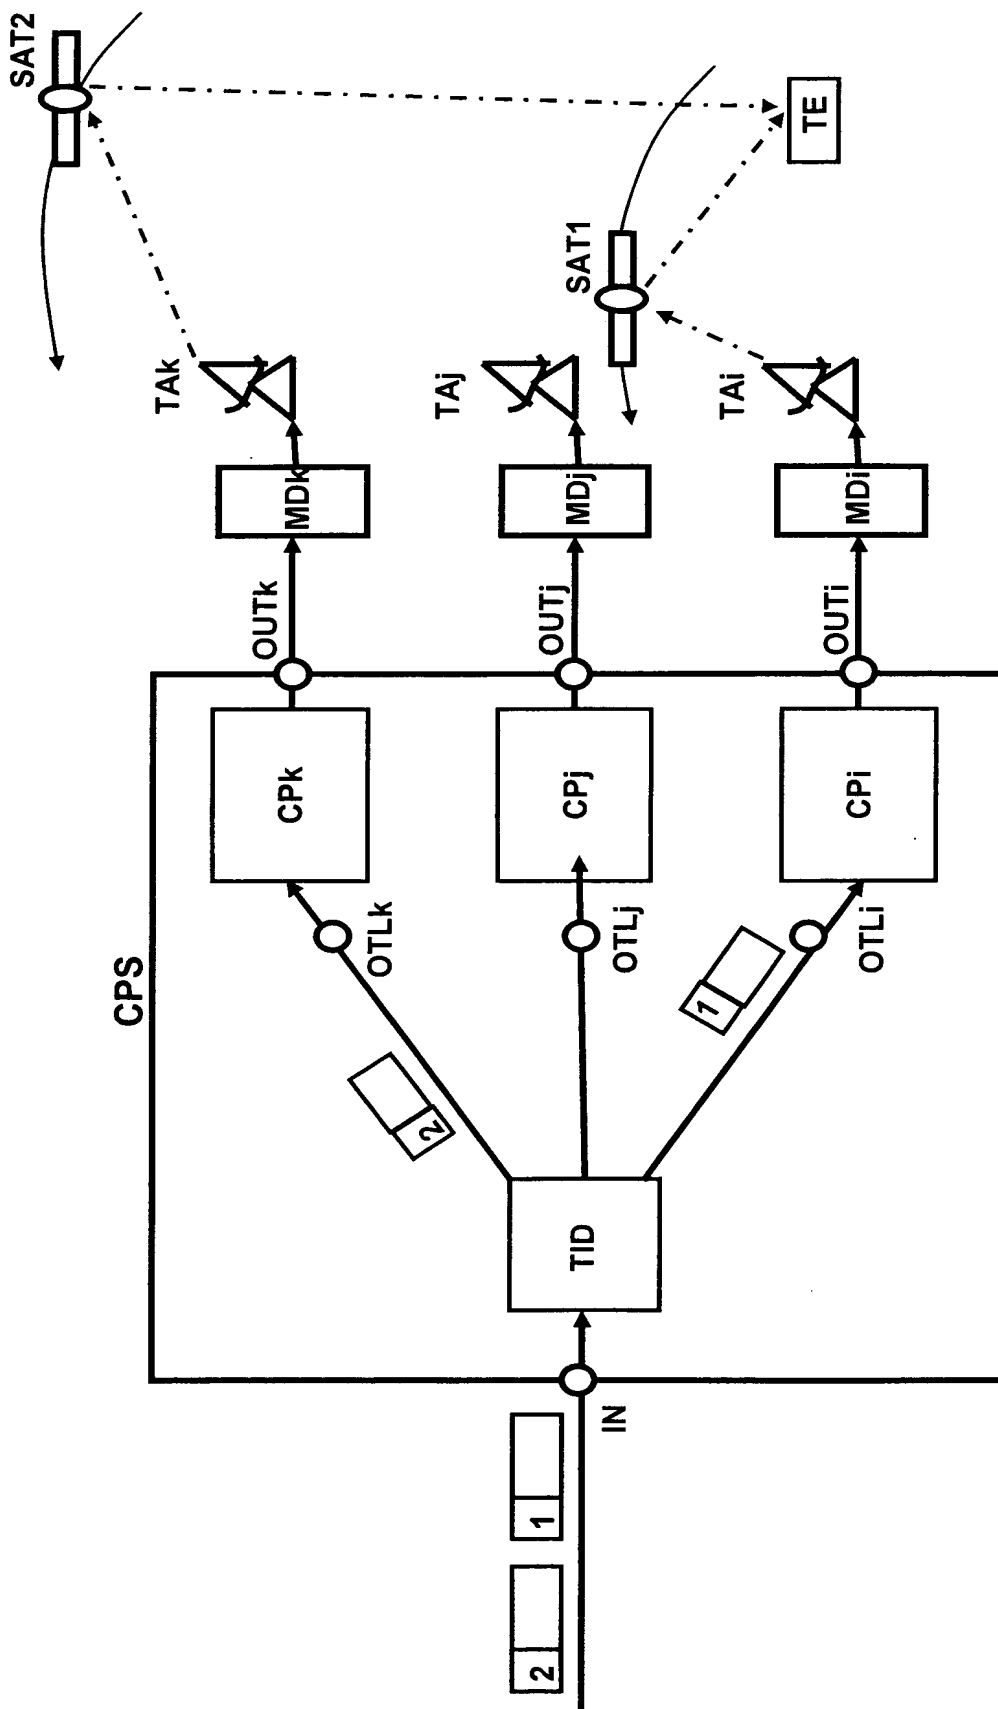 SAT2
TAk
MDk
OUTk
CPk
OTLk
CPS
2
SAT1
TE
TAj
MDj
OUTj
CPj
OTLj
TID
IN
1
2
TAi
MDi
OUTi
CPi
OTLi
1